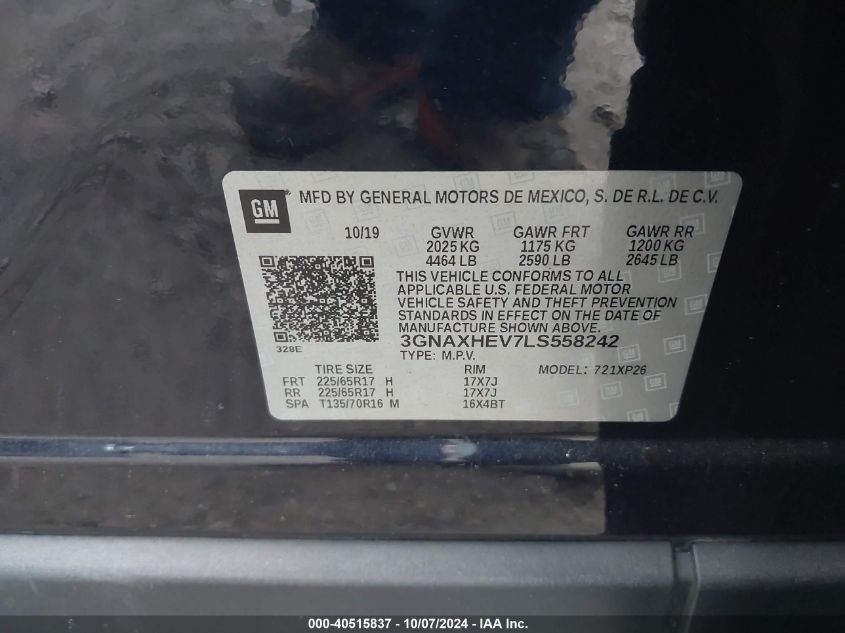 GM
MFD BY GENERAL MOTORS DE MEXICO, S. DE R.L. DE C.V.
10/19 GVWR GAWR FRT GAWR RR
2025 KG 1175 KG 1200 KG
4464 LB 2590 LB 2645 LB
THIS VEHICLE CONFORMS TO ALL
APPLICABLE U.S. FEDERAL MOTOR
VEHICLE SAFETY AND THEFT PREVENTION
STANDARDS IN EFFECT ON THE DATE OF
MANUFACTURE SHOWN ABOVE.
328E
3GNAXHEV7LS558242
TYPE: M.P.V.
TIRE SIZE RIM MODEL: 721XP26
FRT 225/65R17 H 17X7J
RR 225/65R17 H 17X7J
SPA T135/70R16 M 16X4BT
000-40515837 - 10/07/2024 - IAA Inc.